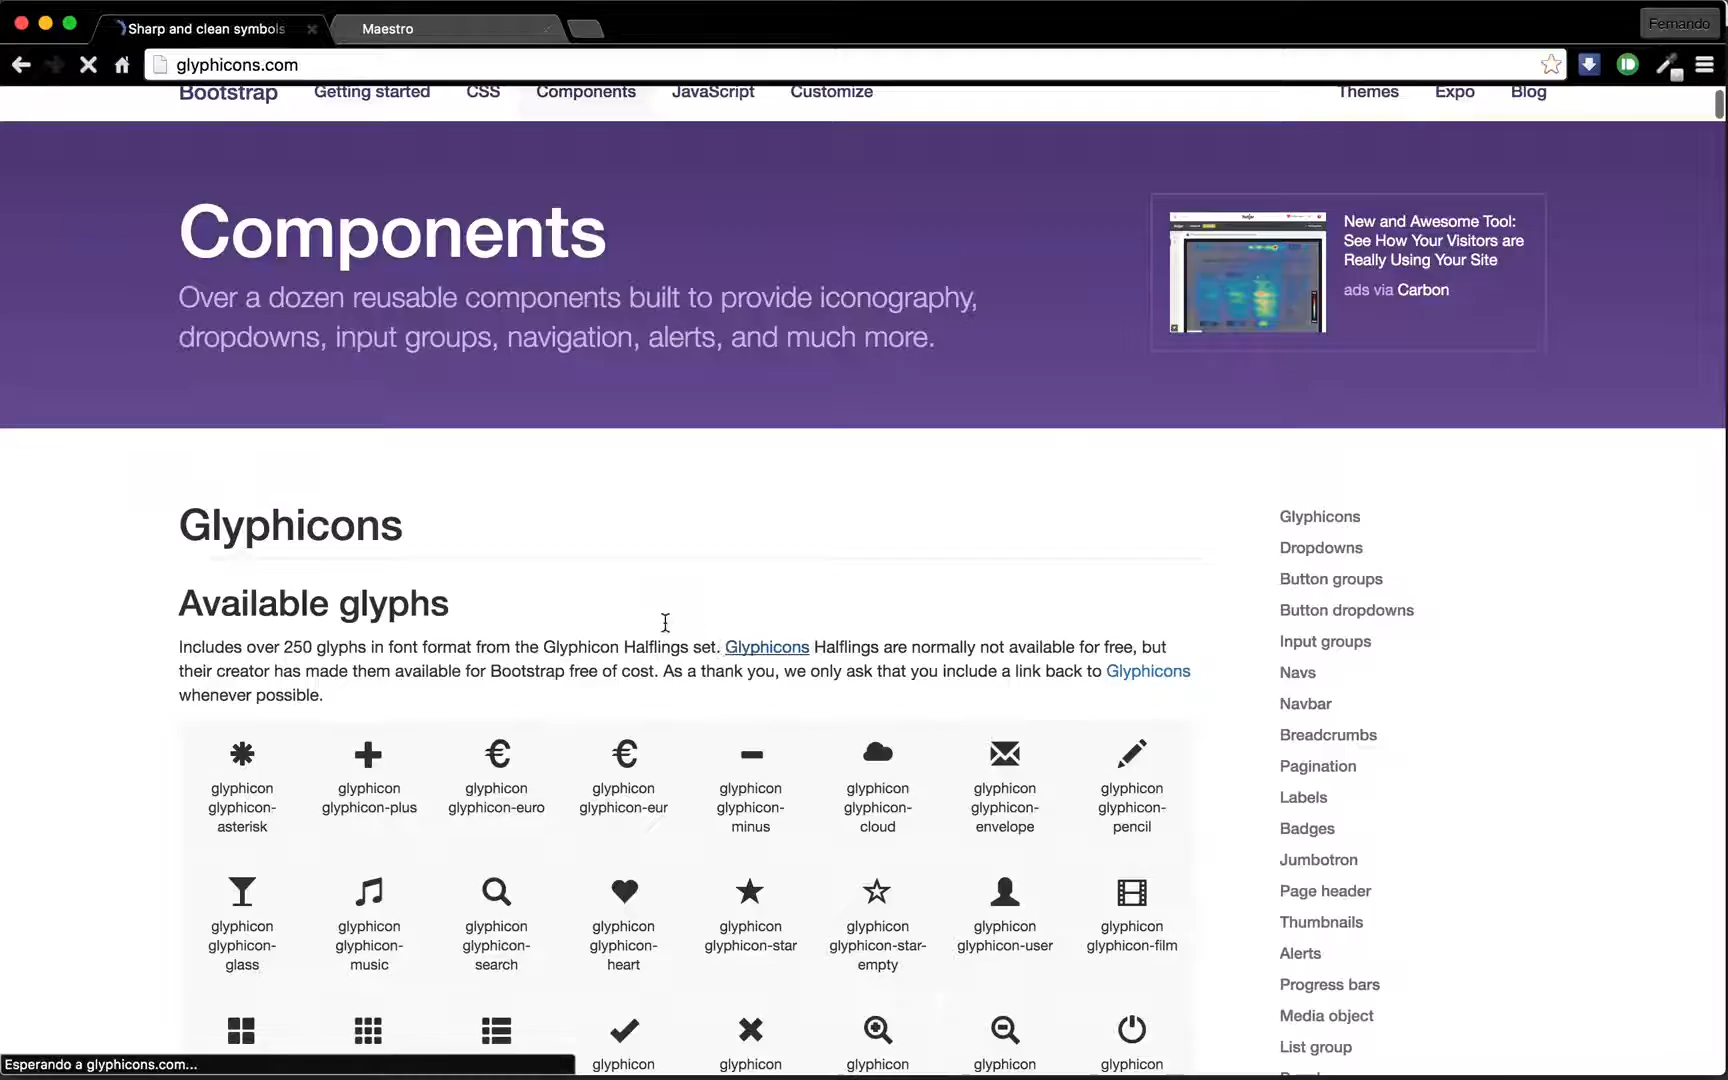 Sharp and clean symbols
Maestro
Fernando
glyphicons.com
Bootstrap Getting started CSS Components JavaScript Customize Themes Expo Blog
Components
Over a dozen reusable components built to provide iconography,
dropdowns, input groups, navigation, alerts, and much more.
New and Awesome Tool:
See How Your Visitors are
Really Using Your Site
ads via Carbon
Glyphicons
Available glyphs
Includes over 250 glyphs in font format from the Glyphicon Halflings set. Glyphicons Halflings are normally not available for free, but
their creator has made them available for Bootstrap free of cost. As a thank you, we only ask that you include a link back to Glyphicons
whenever possible.
glyphicon
glyphicon-
asterisk
glyphicon
glyphicon-plus
glyphicon
glyphicon-euro
glyphicon
glyphicon-eur
glyphicon
glyphicon-
minus
glyphicon
glyphicon-
cloud
glyphicon
glyphicon-
envelope
glyphicon
glyphicon-
pencil
glyphicon
glyphicon-
glass
glyphicon
glyphicon-
music
glyphicon
glyphicon-
search
glyphicon
glyphicon-
heart
glyphicon
glyphicon-star
glyphicon
glyphicon-star-
empty
glyphicon
glyphicon-user
glyphicon
glyphicon-film
glyphicon
glyphicon
glyphicon
glyphicon
glyphicon
Glyphicons
Dropdowns
Button groups
Button dropdowns
Input groups
Navs
Navbar
Breadcrumbs
Pagination
Labels
Badges
Jumbotron
Page header
Thumbnails
Alerts
Progress bars
Media object
List group
Esperando a glyphicons.com...